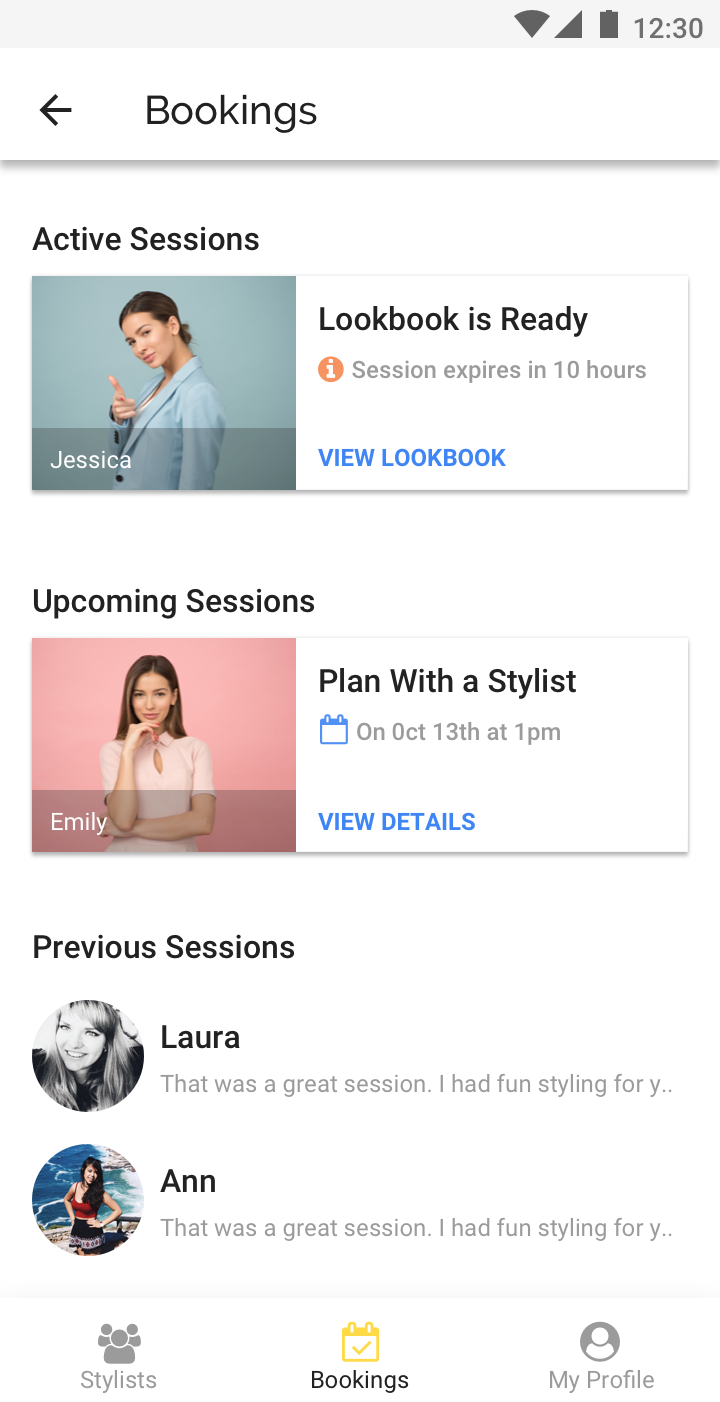 12:30
Bookings
Active Sessions
Lookbook is Ready
Session expires in 10 hours
Jessica
VIEW LOOKBOOK
Upcoming Sessions
Plan With a Stylist
On 0ct 13th at 1pm
Emily
VIEW DETAILS
Previous Sessions
Laura
That was a great session. I had fun styling for y..
Ann
That was a great session. I had fun styling for y..
Stylists
Bookings
My Profile